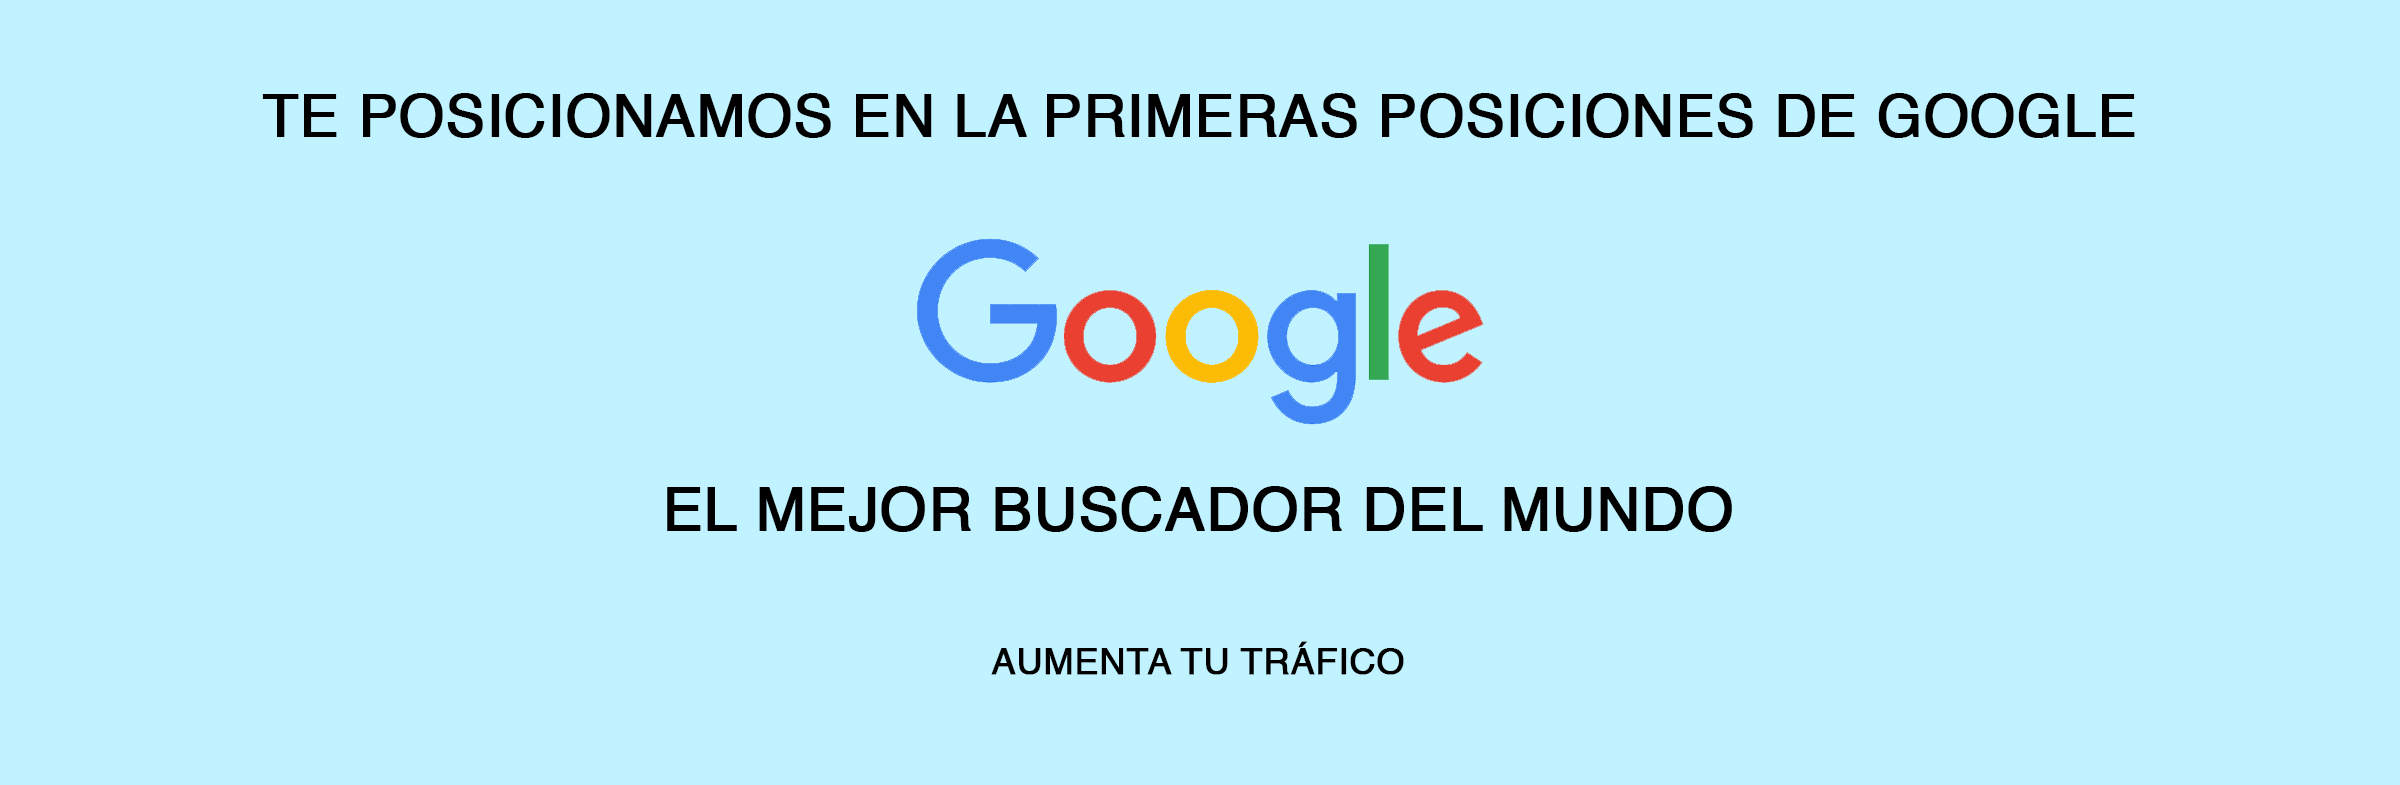 TE POSICIONAMOS EN LA PRIMERAS POSICIONES DE GOOGLE
Google
EL MEJOR BUSCADOR DEL MUNDO
AUMENTA TU TRÁFICO